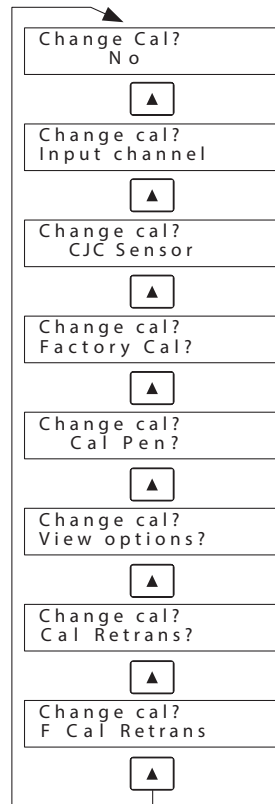 Change Cal?
No
Change cal?
Input channel
Change cal?
CJC Sensor
Change cal?
Factory Cal?
Change cal?
Cal Pen?
Change cal?
View options?
Change cal?
Cal Retrans?
Change cal?
F Cal Retrans